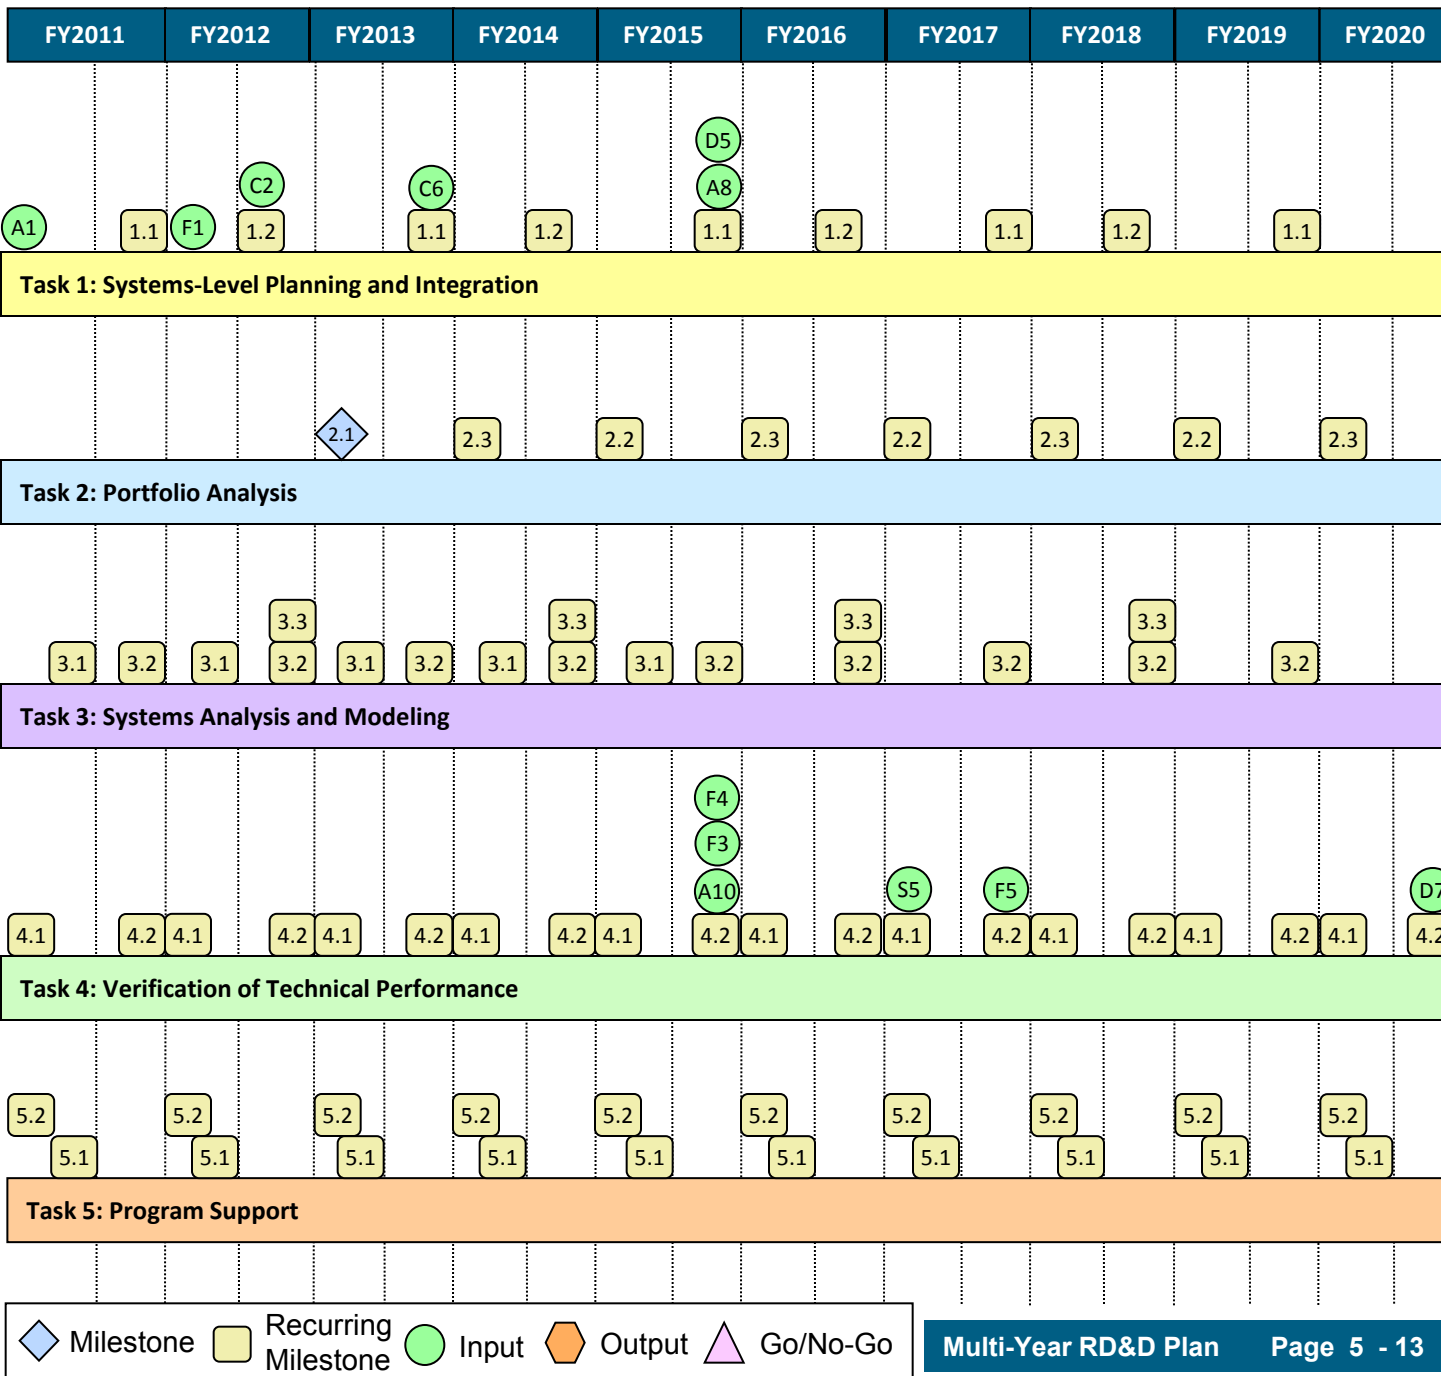 FY2011 FY2012 FY2013 FY2014 FY2015 FY2016 FY2017 FY2018 FY2019 FY2020
D5
C2 C6 A8
A1 1.1 F1 1.2 1.1 1.2 1.1 1.2 1.1 1.2 1.1
Task 1: Systems-Level Planning and Integration
2.1 2.3 2.2 2.3 2.2 2.3 2.2 2.3
Task 2: Portfolio Analysis
3.3 3.3 3.3 3.3
3.1 3.2 3.1 3.2 3.1 3.2 3.1 3.2 3.1 3.2 3.2 3.2 3.2 3.2
Task 3: Systems Analysis and Modeling
F4
F3
A10 S5 F5 D7
4.1 4.2 4.1 4.2 4.1 4.2 4.1 4.2 4.1 4.2 4.1 4.2 4.1 4.2 4.1 4.2 4.1 4.2 4.1 4.2
Task 4: Verification of Technical Performance
5.2 5.2 5.2 5.2 5.2 5.2 5.2 5.2 5.2 5.2
5.1 5.1 5.1 5.1 5.1 5.1 5.1 5.1 5.1 5.1
Task 5: Program Support
Milestone Recurring Milestone Input Output Go/No-Go
Multi-Year RD&D Plan Page 5 - 13